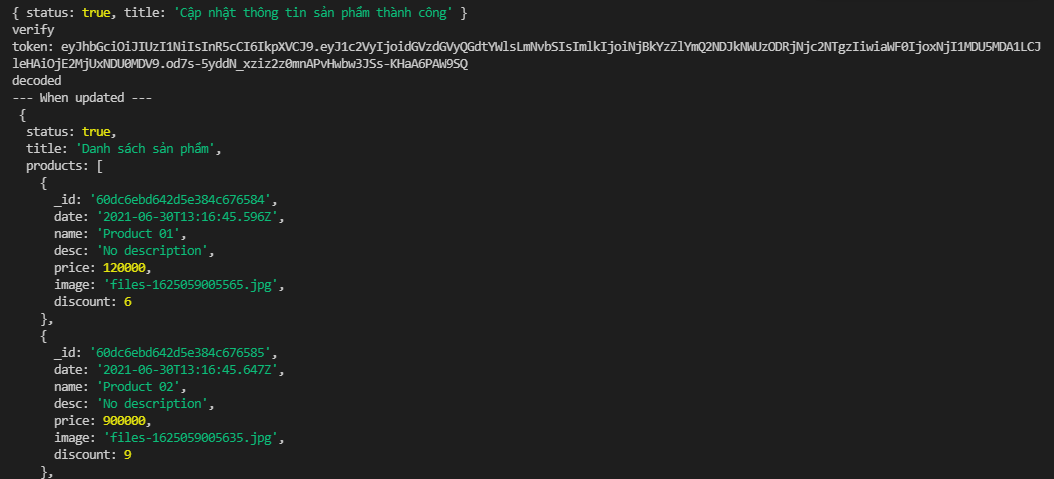 { status: true, title: 'Cập nhật thông tin sản phẩm thành công' }
verify
token: eyJhbGciOiJIUzI1NiIsInR5cCI6IkpXVCJ9.eyJ1c2VyIjoidGVzdGVyQGdtYWlsLmNvbSIsImlkIjoiNjBkYzZlYmQ2NDJkNWUzODRjNjc2NTgzIiwiaWF0IjoxNjI1MDU5MDA1LCJ
leHAiOjE2MjUxNDU0MDV9.od7s-5yddN_xziz2z0mnAPvHwbw3JSs-KHaA6PAW9SQ
decoded
--- When updated ---
{
status: true,
title: 'Danh sách sản phẩm',
products: [
{
_id: '60dc6ebd642d5e384c676584',
date: '2021-06-30T13:16:45.596Z',
name: 'Product 01',
desc: 'No description',
price: 120000,
image: 'files-1625059005565.jpg',
discount: 6
},
{
_id: '60dc6ebd642d5e384c676585',
date: '2021-06-30T13:16:45.647Z',
name: 'Product 02',
desc: 'No description',
price: 900000,
image: 'files-1625059005635.jpg',
discount: 9
},